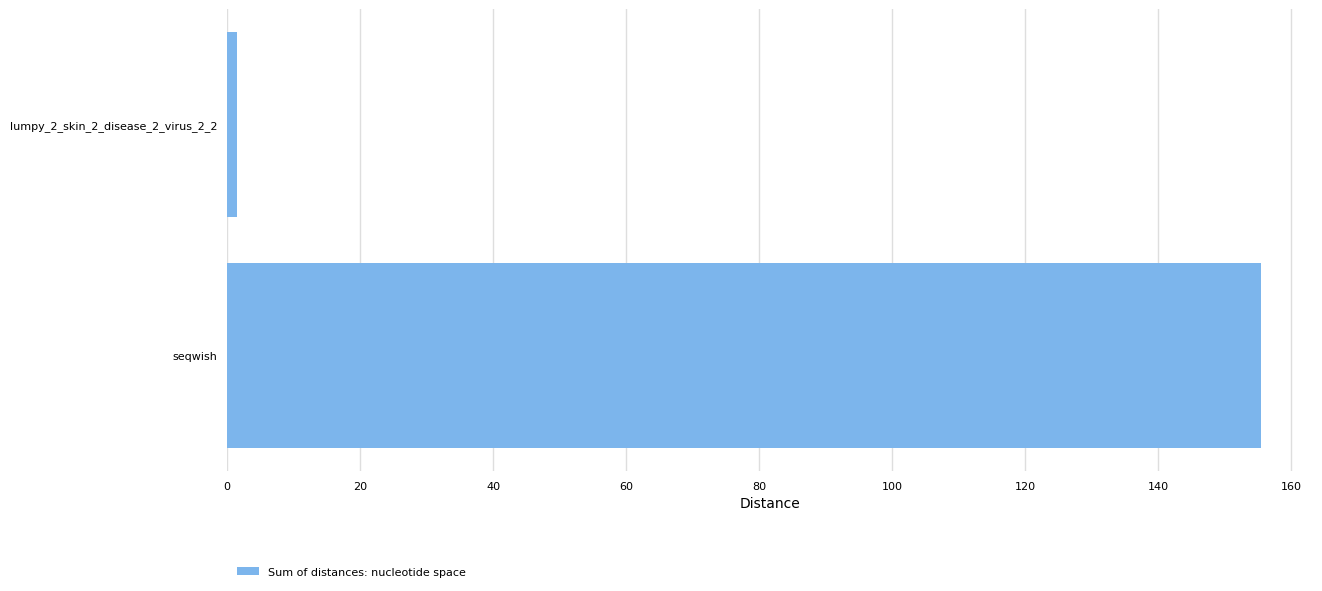 lumpy_2_skin_2_disease_2_virus_2_2
seqwish
0 20 40 60 80 100 120 140 160
Distance
Sum of distances: nucleotide space